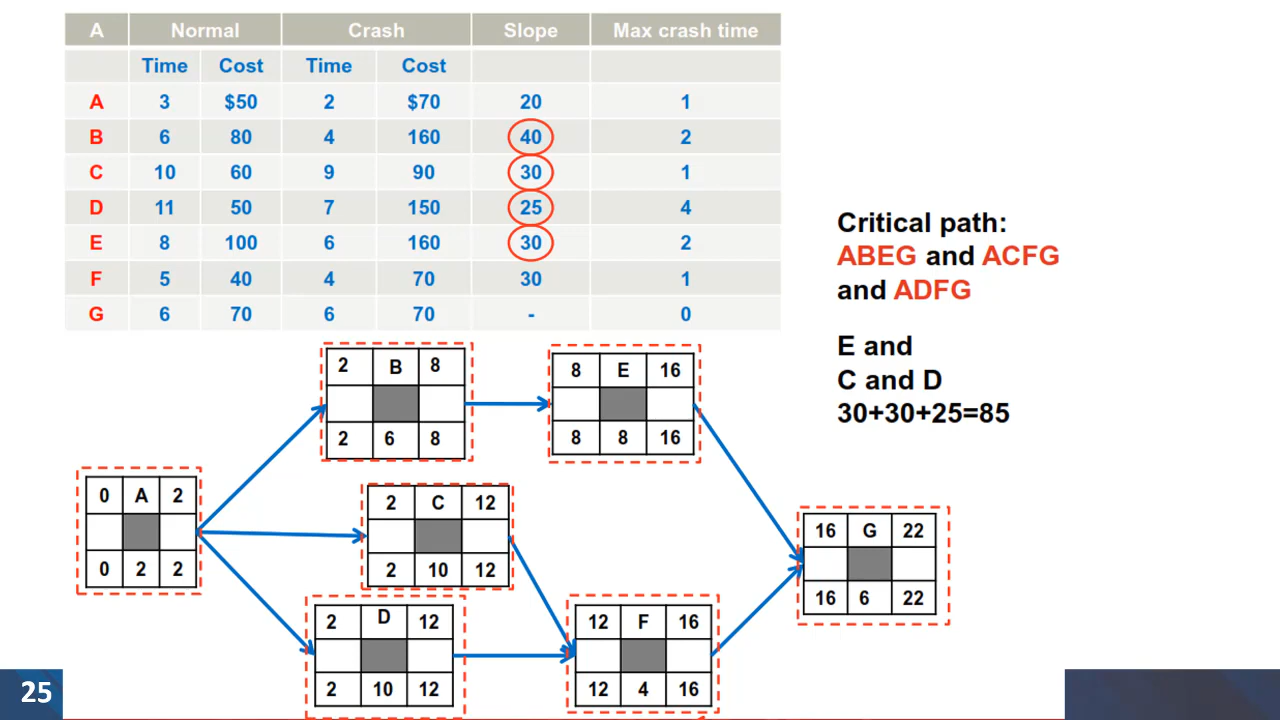 A Normal Crash Slope Max crash time
Time Cost Time Cost
A 3 $50 2 $70 20 1
B 6 80 4 160 40 2
C 10 60 9 90 30 1
D 11 50 7 150 25 4
E 8 100 6 160 30 2
F 5 40 4 70 30 1
G 6 70 6 70 - 0
Critical path:
ABEG and ACFG
and ADFG
E and
C and D
30+30+25=85
2 B 8
2 6 8
8 E 16
8 8 16
0 A 2
0 2 2
2 C 12
2 10 12
16 G 22
16 6 22
2 D 12
2 10 12
12 F 16
12 4 16
25